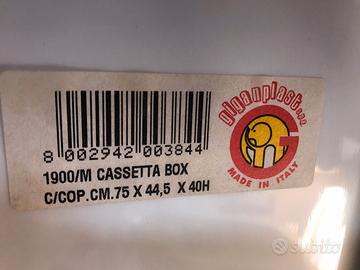 giganplast s.p.a.
MADE IN ITALY
8 002942 003844
1900/M CASSETTA BOX
C/COP.CM.75 X 44,5 X 40H
subito